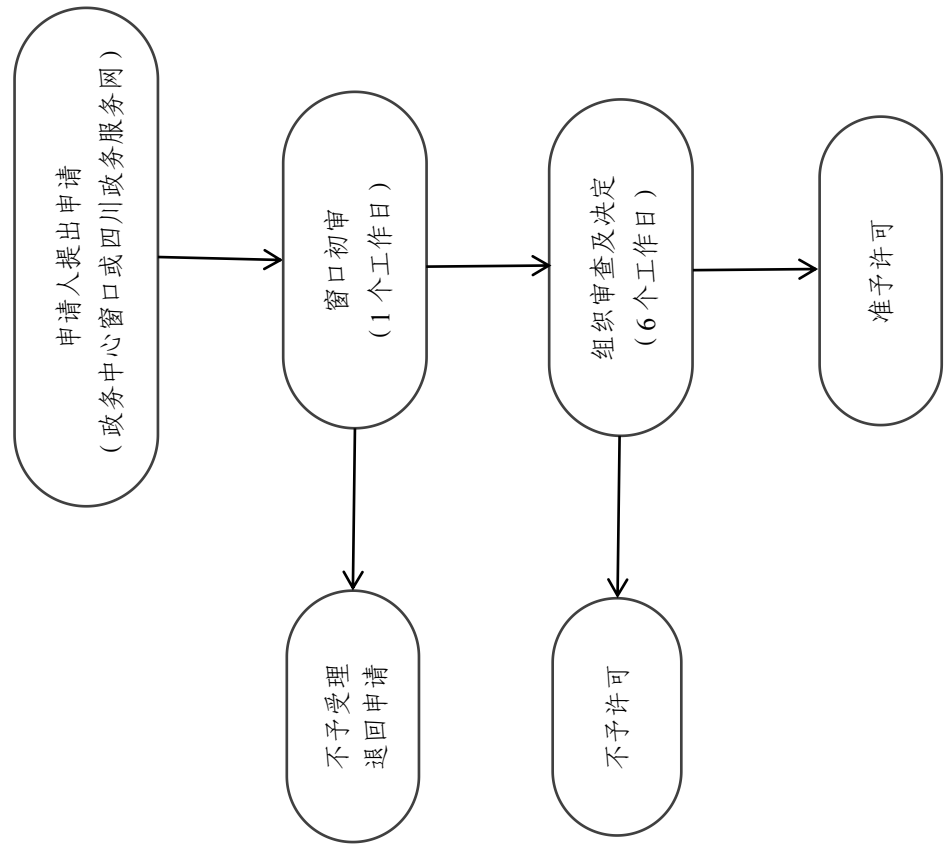 申请人提出申请
（政务中心窗口或四川政务服务网）
窗口初审
（1个工作日）
不予受理
退回申请
组织审查及决定
（6个工作日）
不予许可
准予许可